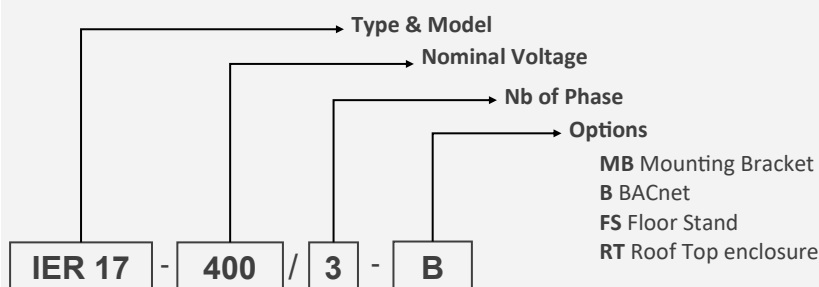 Type & Model
Nominal Voltage
Nb of Phase
Options
MB Mounting Bracket
B BACnet
FS Floor Stand
RT Roof Top enclosure
IER 17 - 400 / 3 - B